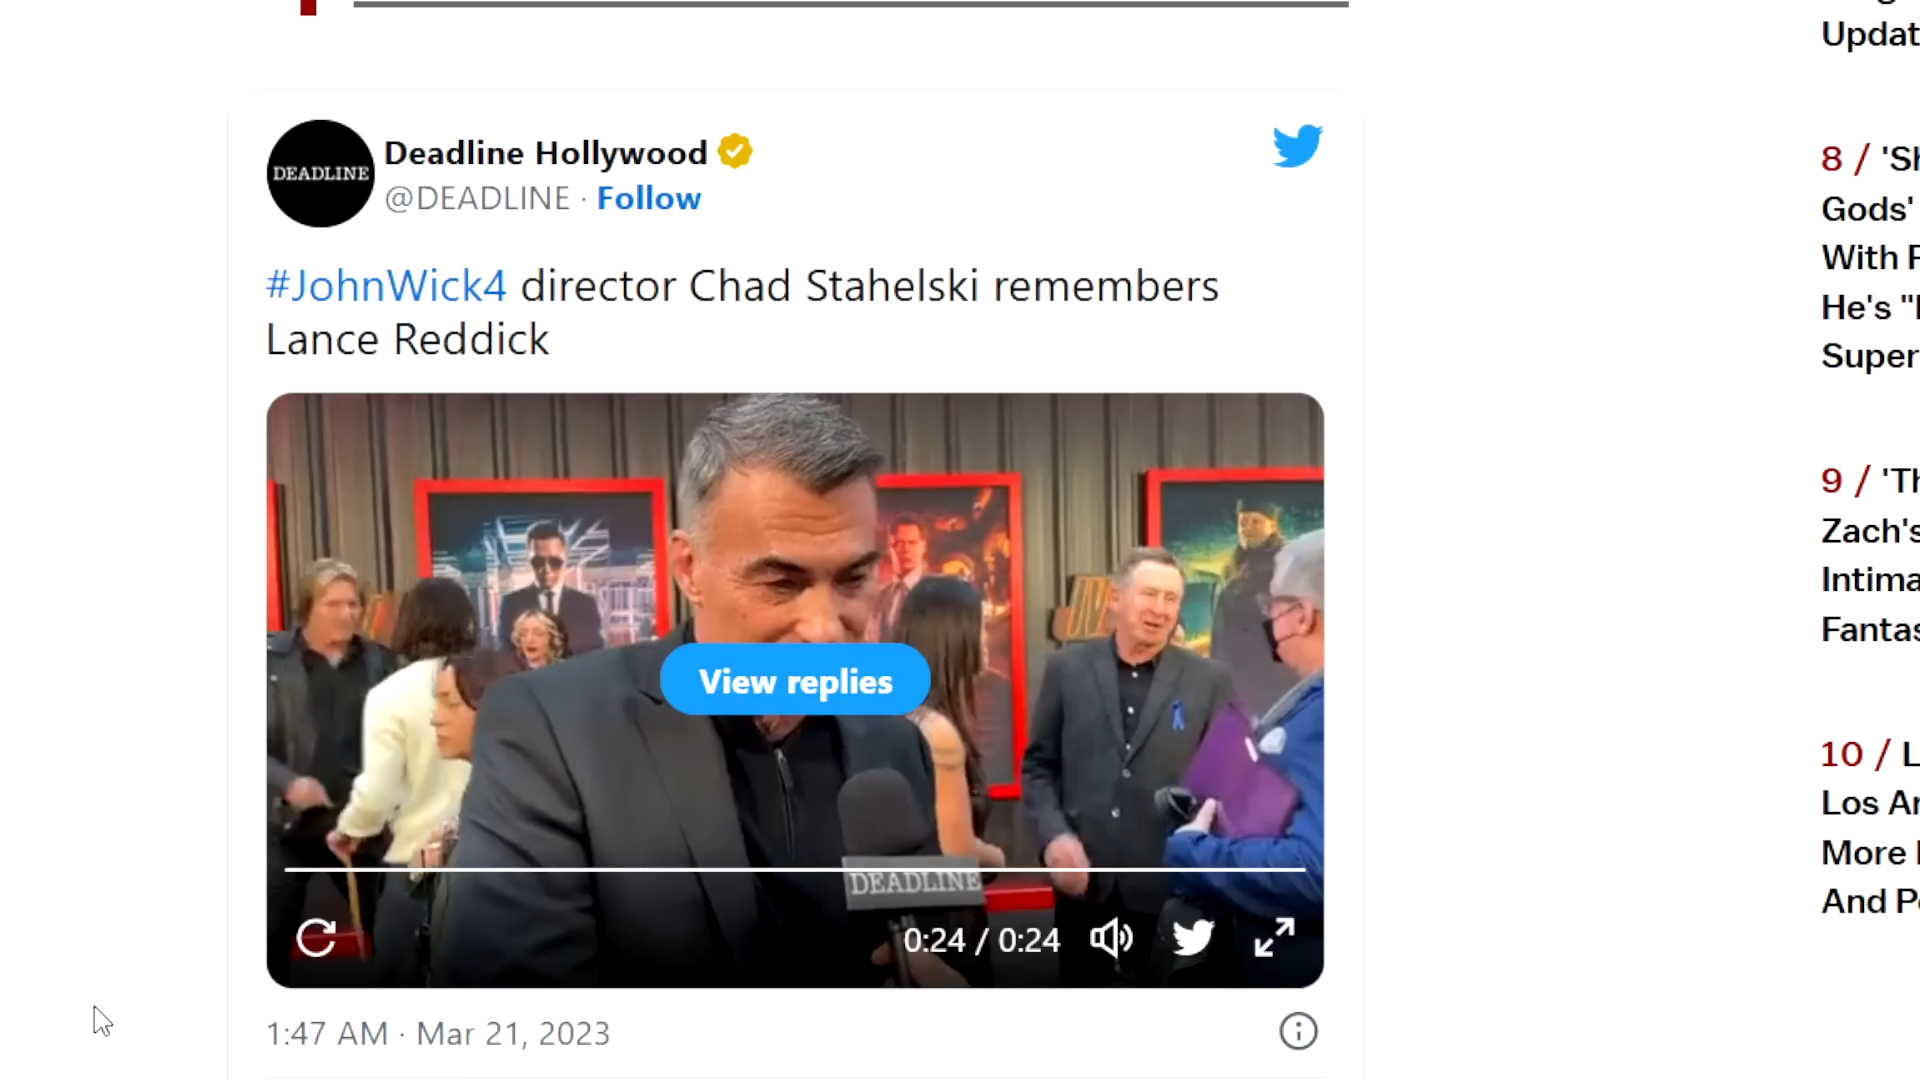 Updat
DEADLINE
Deadline Hollywood
@DEADLINE · Follow
#JohnWick4 director Chad Stahelski remembers
Lance Reddick
View replies
DEADLINE
0:24 / 0:24
1:47 AM · Mar 21, 2023
8 / 'Sh
Gods'
With F
He's "
Super
9 / 'Th
Zach's
Intima
Fantas
10 / L
Los An
More
And Pe